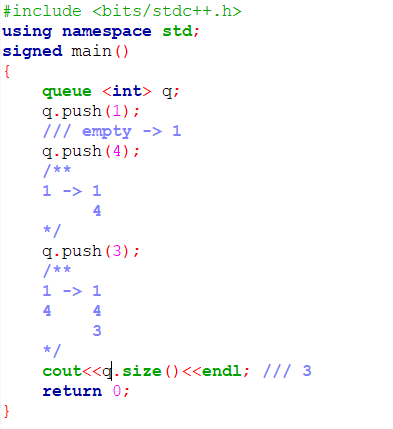 #include <bits/stdc++.h>
using namespace std;
signed main()
{
    queue <int> q;
    q.push(1);
    /// empty -> 1
    q.push(4);
    /**
    1 -> 1
         4
    */
    q.push(3);
    /**
    1 -> 1
    4    4
         3
    */
    cout<<q.size()<<endl; /// 3
    return 0;
}